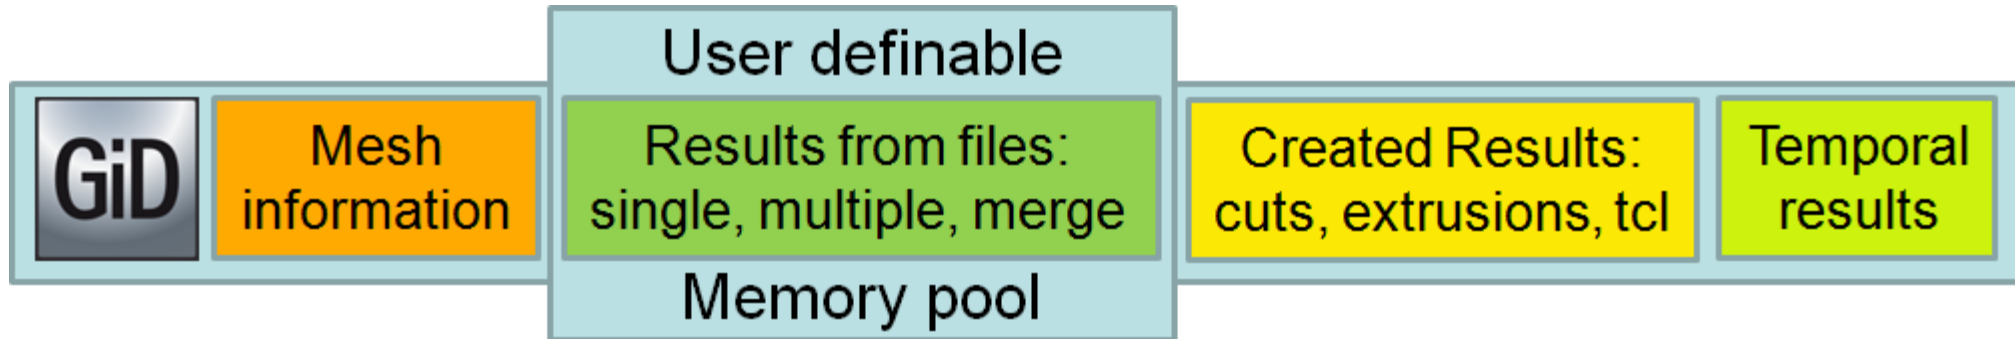 User definable
GiD
Mesh
information
Results from files:
single, multiple, merge
Created Results:
cuts, extrusions, tcl
Temporal
results
Memory pool